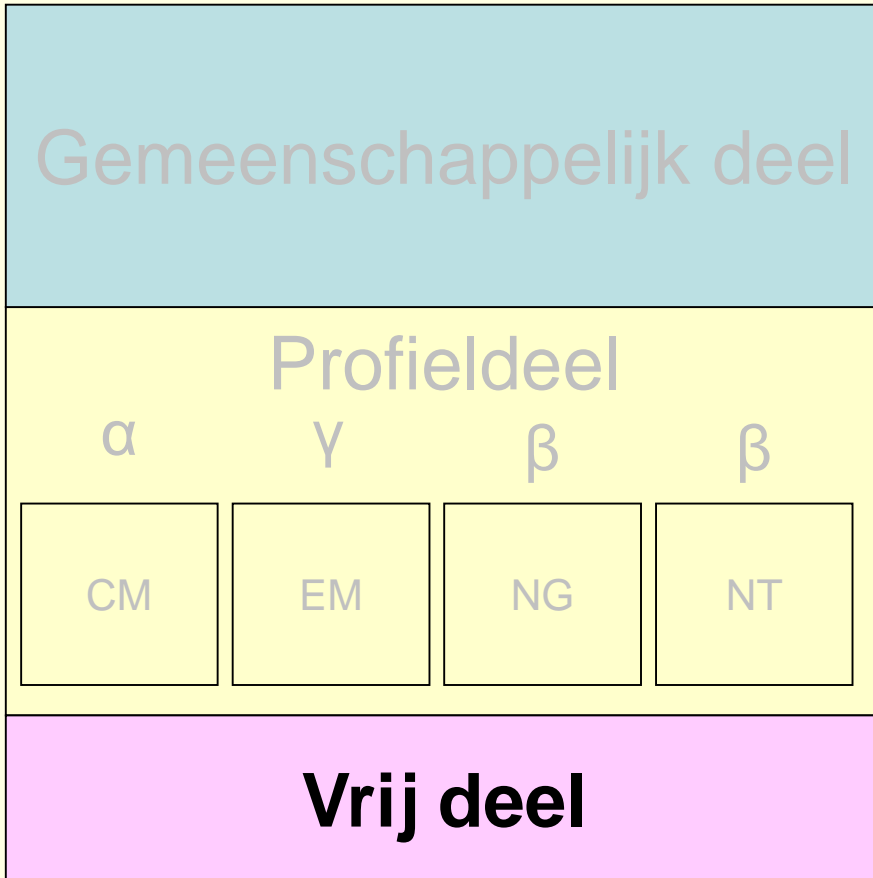 Gemeenschappelijk deel
Profieldeel
α γ β β
CM EM NG NT
Vrij deel